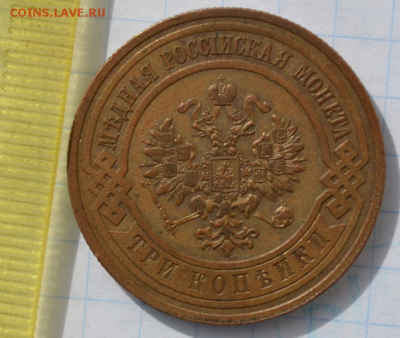 COINS.LAVE.RU
МѢДНАЯ РОССІЙСКАЯ МОНЕТА
ТРИ КОПѢЙКИ